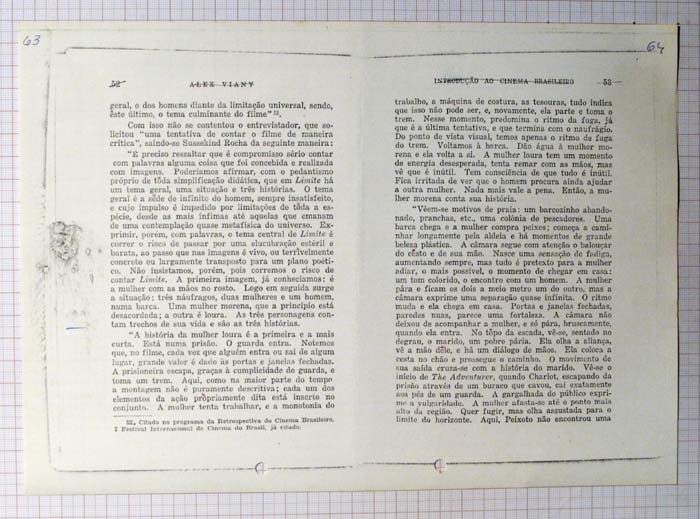 63
52 ALEX VIANY
geral, o dos homens diante da limitação universal, sendo,
êste último, o tema culminante do filme" 52.
Com isso não se contentou o entrevistador, que so-
licitou "uma tentativa de contar o filme de maneira
crítica", saindo-se Sussekind Rocha da seguinte maneira:
"É preciso ressaltar que é compromisso sério contar
com palavras alguma coisa que foi concebida e realizada
com imagens. Poderíamos afirmar, com o pedantismo
próprio de tôda simplificação didática, que em Limite há
um tema geral, uma situação e três histórias. O tema
geral é a sêde de infinito do homem, sempre insatisfeito,
e cujo impulso é impedido por limitações de tôda a es-
pécie, desde as mais ínfimas até aquelas que emanam
de uma contemplação quase metafísica do universo. Ex-
primir, porém, com palavras, o tema central de Limite é
correr o risco de passar por uma elucubração estéril e
barata, ao passo que nas imagens é vivo, ou terrìvelmente
concreto ou largamente transposto para um plano poéti-
co. Não insistamos, porém, pois corremos o risco de
contar Limite. A primeira imagem, já conhecíamos: é
a mulher com as mãos no rosto. Logo em seguida surge
a situação: três náufragos, duas mulheres e um homem,
numa barca. Uma mulher morena, que a princípio está
desacordada; a outra é loura. As três personagens con-
tam trechos de sua vida e são as três histórias.
"A história da mulher loura é a primeira e a mais
curta. Está numa prisão. O guarda entra. Notemos
que, no filme, cada vez que alguém entra ou sai de algum
lugar, grande valor é dado às portas e janelas fechadas.
A prisioneira escapa, graças à cumplicidade do guarda, e
toma um trem. Aqui, como na maior parte do tempo
a montagem não é puramente descritiva; cada um dos
elementos da ação pròpriamente dita está inserto no
conjunto. A mulher tenta trabalhar, e a monotonia do
52, Citado no programa da Retrospectiva do Cinema Brasileiro,
I Festival Internacional de Cinema do Brasil, já citado.
64
INTRODUÇÃO AO CINEMA BRASILEIRO 53
trabalho, a máquina de costura, as tesouras, tudo indica
que isso não pode ser, e, novamente, ela parte e toma o
trem. Nesse momento, predomina o ritmo da fuga, já
que é a última tentativa, e que termina com o naufrágio.
Do ponto de vista visual, temos apenas o ritmo de fuga
do trem. Voltamos à barca. Dão água à mulher mo-
rena e ela volta a si. A mulher loura tem um momento
de energia desesperada, tenta remar com as mãos, mas
vê que é inútil. Tem consciência de que tudo é inútil.
Fica irritada de ver que o homem procura ainda ajudar
a outra mulher. Nada mais vale a pena. Então, a mu-
lher morena conta sua história.
"Vêem-se motivos de praia: um barcozinho abando-
nado, pranchas, etc., uma colônia de pescadores. Uma
barca chega e a mulher compra peixes; começa a cami-
nhar longamente pela aldeia e há momentos de grande
beleza plástica. A câmara segue com atenção o balouçar
do cêsto e de sua mão. Nasce uma sensação de fadiga,
aumentando sempre, mas tudo é pretexto para a mulher
adiar, o mais possível, o momento de chegar em casa:
um tom colorido, o encontro com um homem. A mulher
pára e ficam os dois a meio metro um do outro, mas a
câmara exprime uma separação quase infinita. O ritmo
muda e ela chega em casa. Portas e janelas fechadas,
paredes nuas, parece uma fortaleza. A câmara não
deixou de acompanhar a mulher, e só pára, bruscamente,
quando ela entra. No tôpo da escada, vê-se, sentado no
degrau, o marido, um pobre pária. Ela olha a aliança,
vê a mão dêle, e há um diálogo de mãos. Ela coloca a
cesta no chão e prossegue o caminho. O movimento de
sua saída cruza-se com a história do marido. Vê-se o
início de The Adventurer, quando Charlot, escapando da
prisão através de um buraco que cavou, cai exatamente
aos pés de um guarda. A gargalhada do público expri-
me a vulgaridade. A mulher afasta-se até o ponto mais
alto da região. Quer fugir, mas olha assustada para o
limite do horizonte. Aqui, Peixoto não encontrou uma